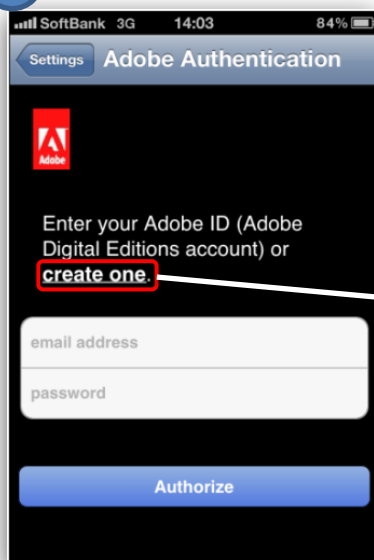 SoftBank 3G 14:03 84%
Settings Adobe Authentication
Adobe
Enter your Adobe ID (Adobe
Digital Editions account) or
create one.
email address
password
Authorize